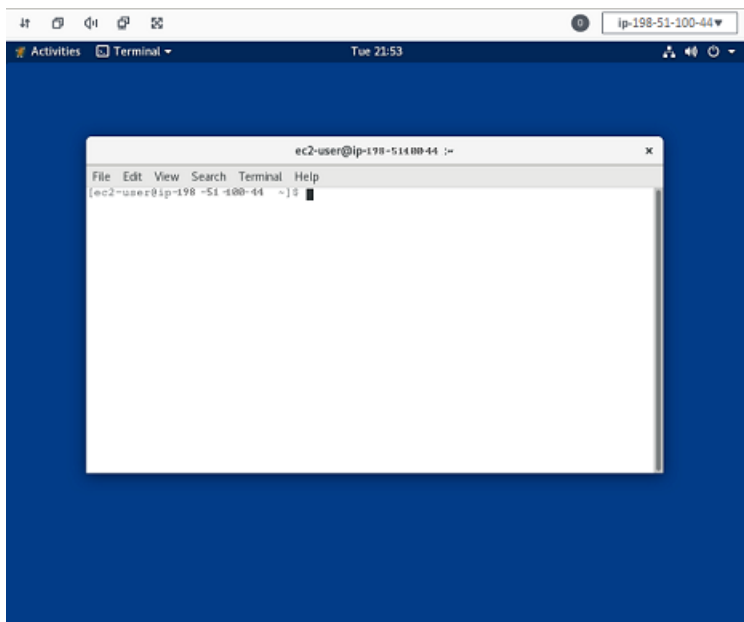 0 ip-198-51-100-44
Activities Terminal Tue 21:53
ec2-user@ip-198-51-100-44 :~
File Edit View Search Terminal Help
[ec2-user@ip-198 -51 -100-44 ~]$